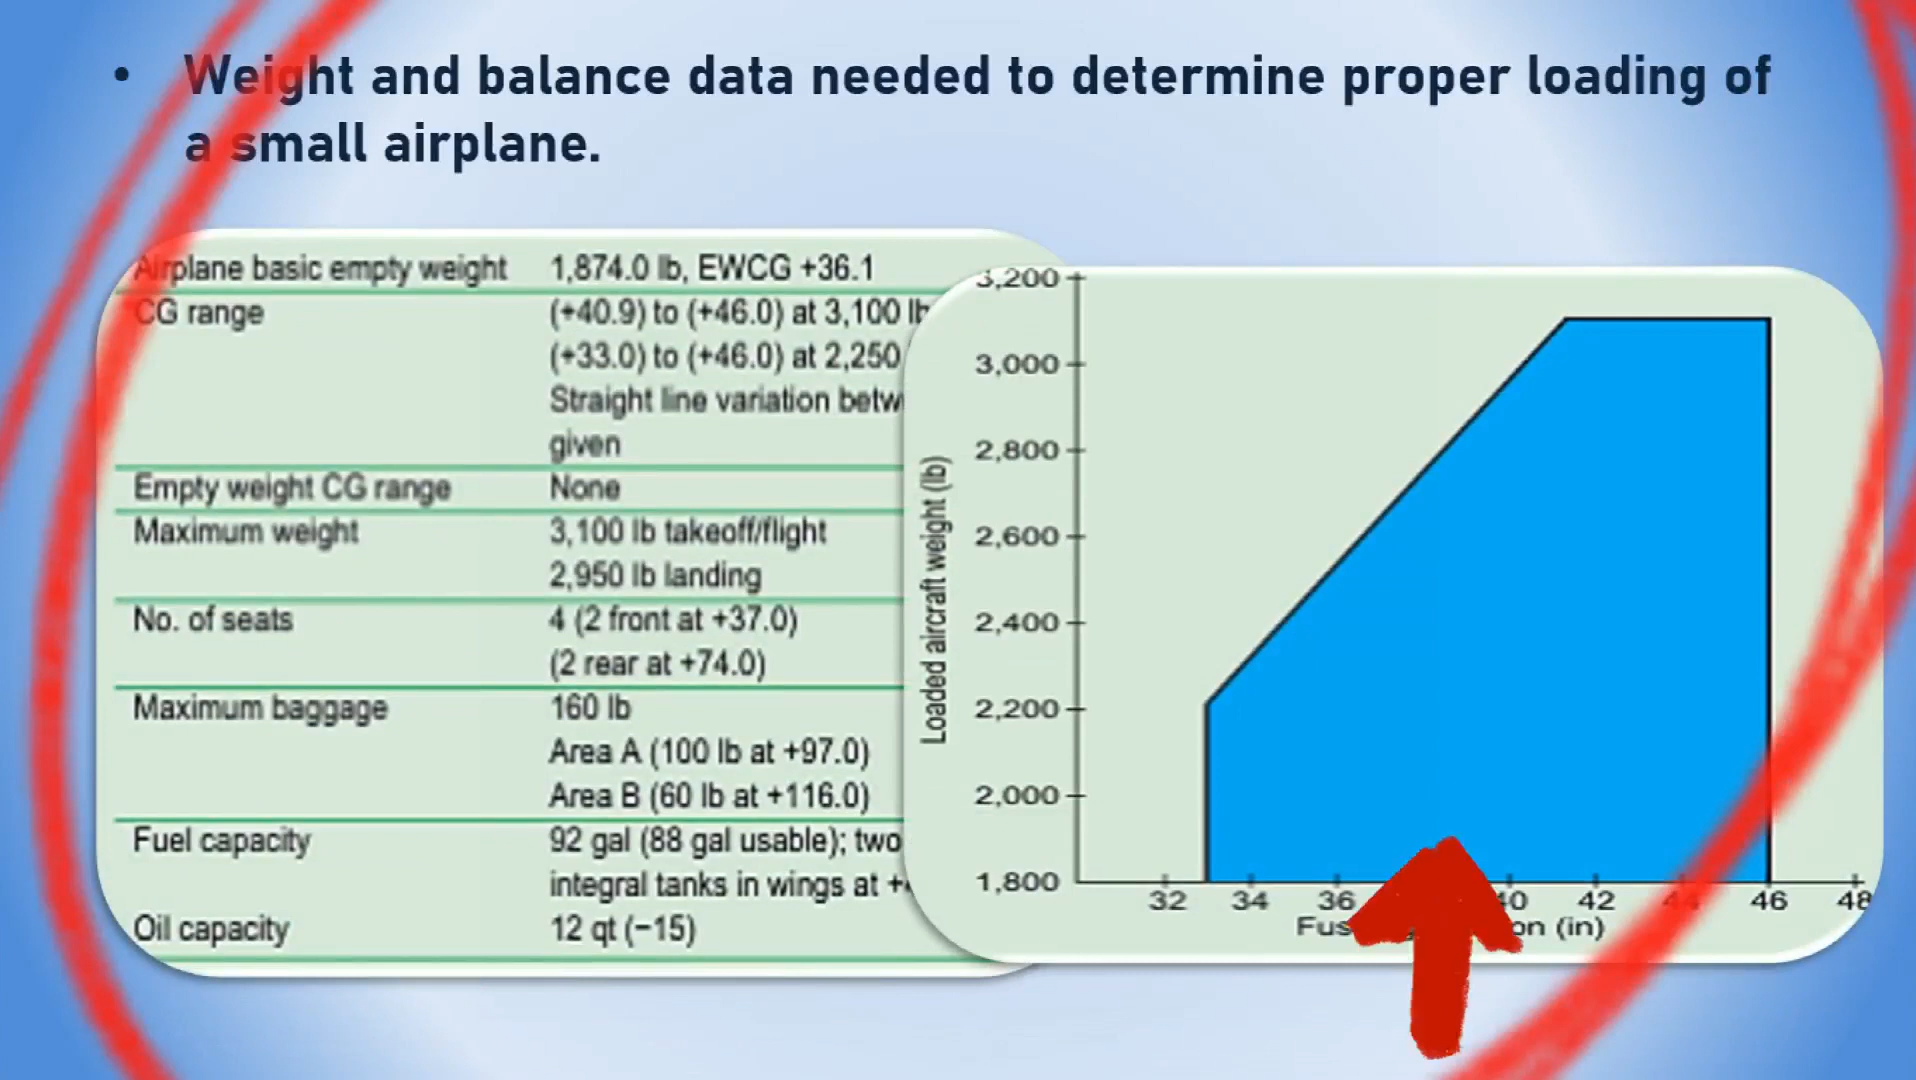 • Weight and balance data needed to determine proper loading of
a small airplane.
Airplane basic empty weight 1,874.0 lb, EWCG +36.1
CG range (+40.9) to (+46.0) at 3,100 lb
(+33.0) to (+46.0) at 2,250
Straight line variation
given
Empty weight CG range None
Maximum weight 3,100 lb takeoff/flight
2,950 lb landing
No. of seats 4 (2 front at +37.0)
(2 rear at +74.0)
Maximum baggage 160 lb
Area A (100 lb at +97.0)
Area B (60 lb at +116.0)
Fuel capacity 92 gal (88 gal usable); two
integral tanks in wings at
Oil capacity 12 qt (−15)
Loaded aircraft weight (lb)
3,200
3,000
2,800
2,600
2,400
2,200
2,000
1,800
32 34 36 40 42 44 46 48
(in)